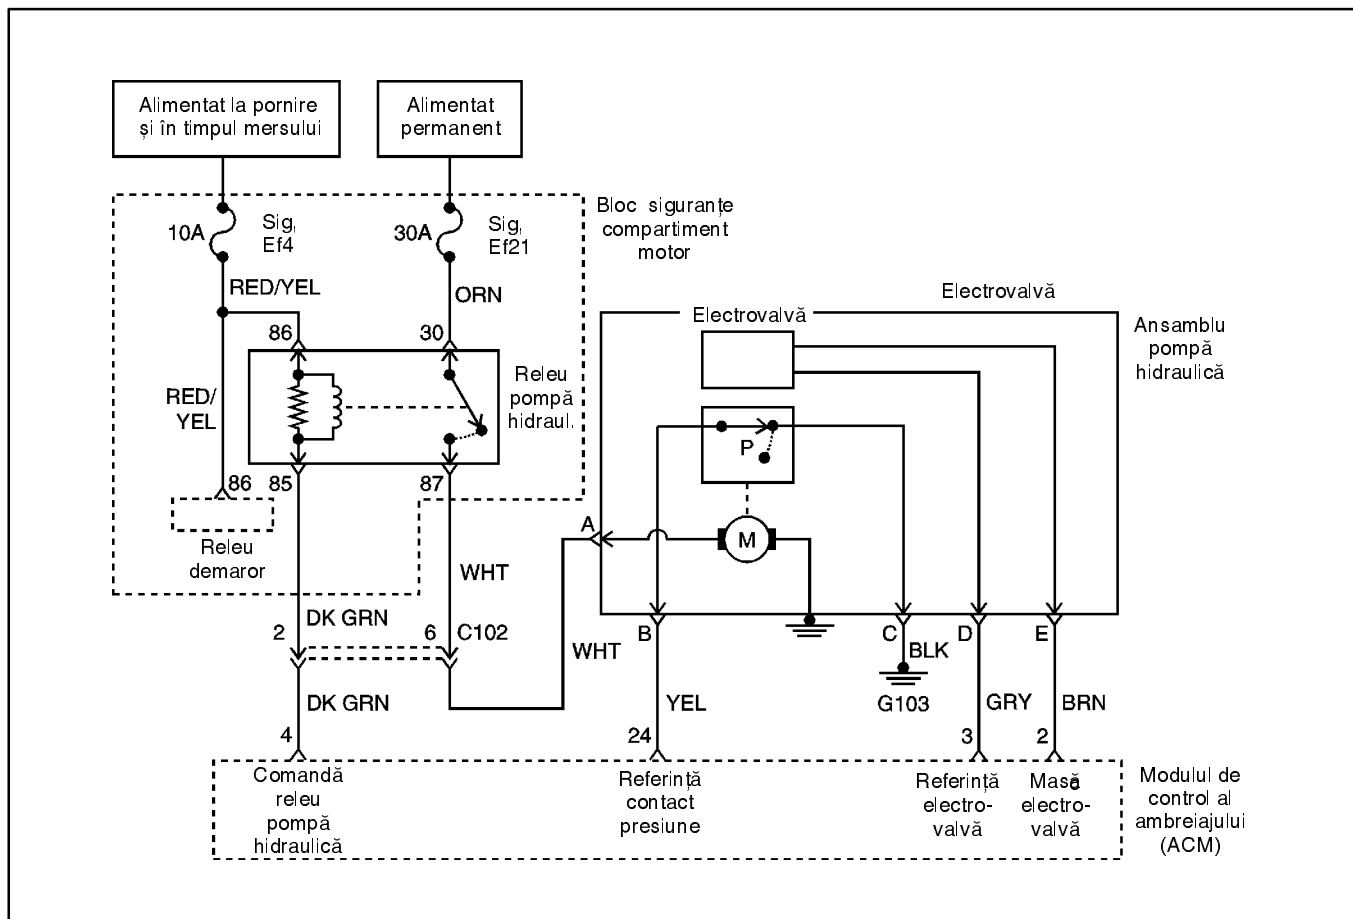 Alimentat la pornire
și în timpul mersului
Alimentat
permanent
Bloc siguranțe
compartiment
motor
10A
Sig,
Ef4
30A
Sig,
Ef21
RED/YEL
ORN
86
30
RED/
YEL
Releu
pompă
hidraul.
86
85
87
Releu
demaror
Electrovalvă
Electrovalvă
Ansamblu
pompă
hidraulică
P
A
M
WHT
DK GRN
2
6
C102
WHT
B
C
D
E
BLK
DK GRN
YEL
G103
GRY
BRN
4
24
3
2
Comandă
releu
pompă
hidraulică
Referință
contact
presiune
Referință
electro-
valvă
Masă
electro-
valvă
Modulul de
control al
ambreiajului
(ACM)